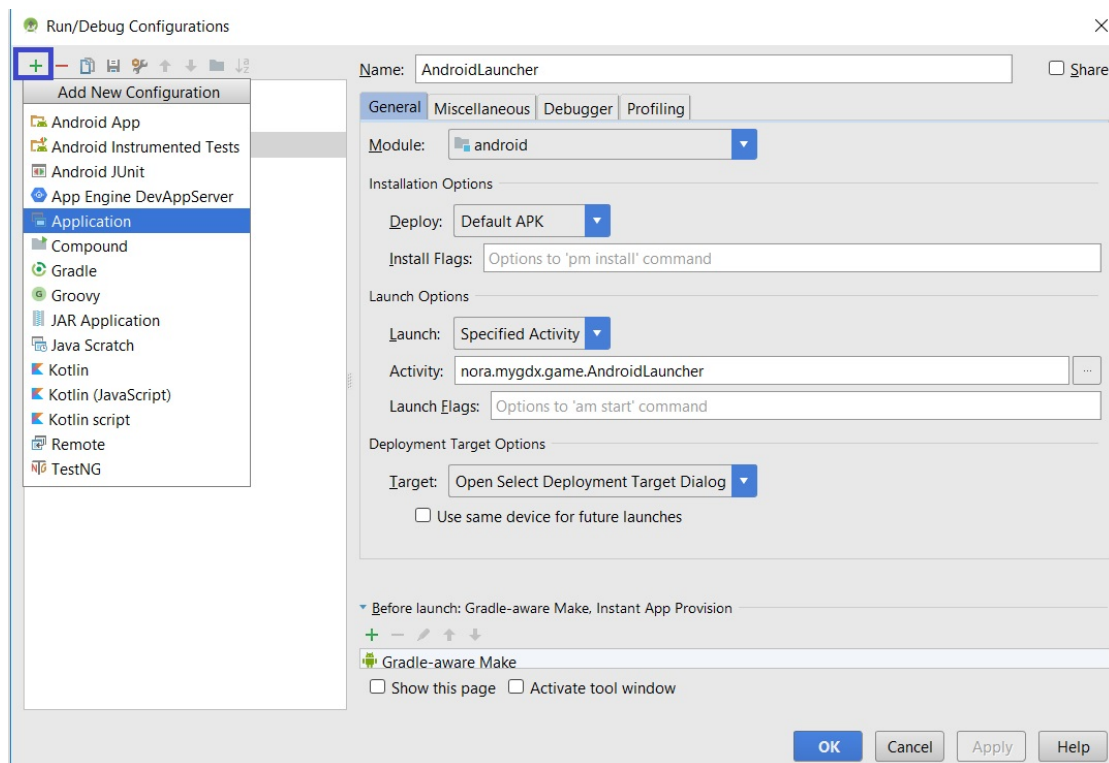 Run/Debug Configurations
Add New Configuration
Android App
Android Instrumented Tests
Android JUnit
App Engine DevAppServer
Application
Compound
Gradle
Groovy
JAR Application
Java Scratch
Kotlin
Kotlin (JavaScript)
Kotlin script
Remote
TestNG
Name: AndroidLauncher Share
General Miscellaneous Debugger Profiling
Module: android
Installation Options
Deploy: Default APK
Install Flags: Options to 'pm install' command
Launch Options
Launch: Specified Activity
Activity: nora.mygdx.game.AndroidLauncher ...
Launch Flags: Options to 'am start' command
Deployment Target Options
Target: Open Select Deployment Target Dialog
Use same device for future launches
Before launch: Gradle-aware Make, Instant App Provision
Gradle-aware Make
Show this page Activate tool window
OK Cancel Apply Help